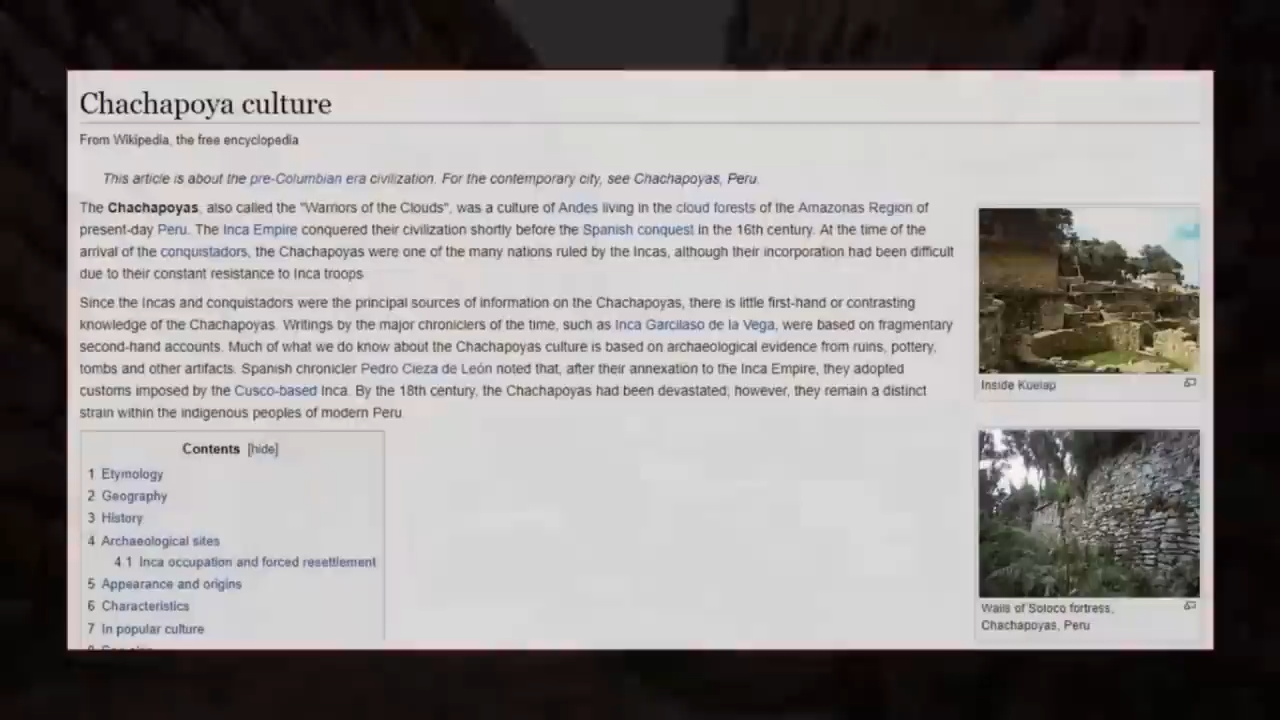 Chachapoya culture
From Wikipedia, the free encyclopedia
This article is about the pre-Columbian era civilization. For the contemporary city, see Chachapoyas, Peru.
The Chachapoyas, also called the "Warriors of the Clouds", was a culture of Andes living in the cloud forests of the Amazonas Region of
present-day Peru. The Inca Empire conquered their civilization shortly before the Spanish conquest in the 16th century. At the time of the
arrival of the conquistadors, the Chachapoyas were one of the many nations ruled by the Incas, although their incorporation had been difficult
due to their constant resistance to Inca troops.
Since the Incas and conquistadors were the principal sources of information on the Chachapoyas, there is little first-hand or contrasting
knowledge of the Chachapoyas. Writings by the major chroniclers of the time, such as Inca Garcilaso de la Vega, were based on fragmentary
second-hand accounts. Much of what we do know about the Chachapoyas culture is based on archaeological evidence from ruins, pottery,
tombs and other artifacts. Spanish chronicler Pedro Cieza de León noted that, after their annexation to the Inca Empire, they adopted
customs imposed by the Cusco-based Inca. By the 18th century, the Chachapoyas had been devastated; however, they remain a distinct
strain within the indigenous peoples of modern Peru.
Contents [hide]
1 Etymology
2 Geography
3 History
4 Archaeological sites
4.1 Inca occupation and forced resettlement
5 Appearance and origins
6 Characteristics
7 In popular culture
Inside Kuelap
Walls of Soloco fortress,
Chachapoyas, Peru